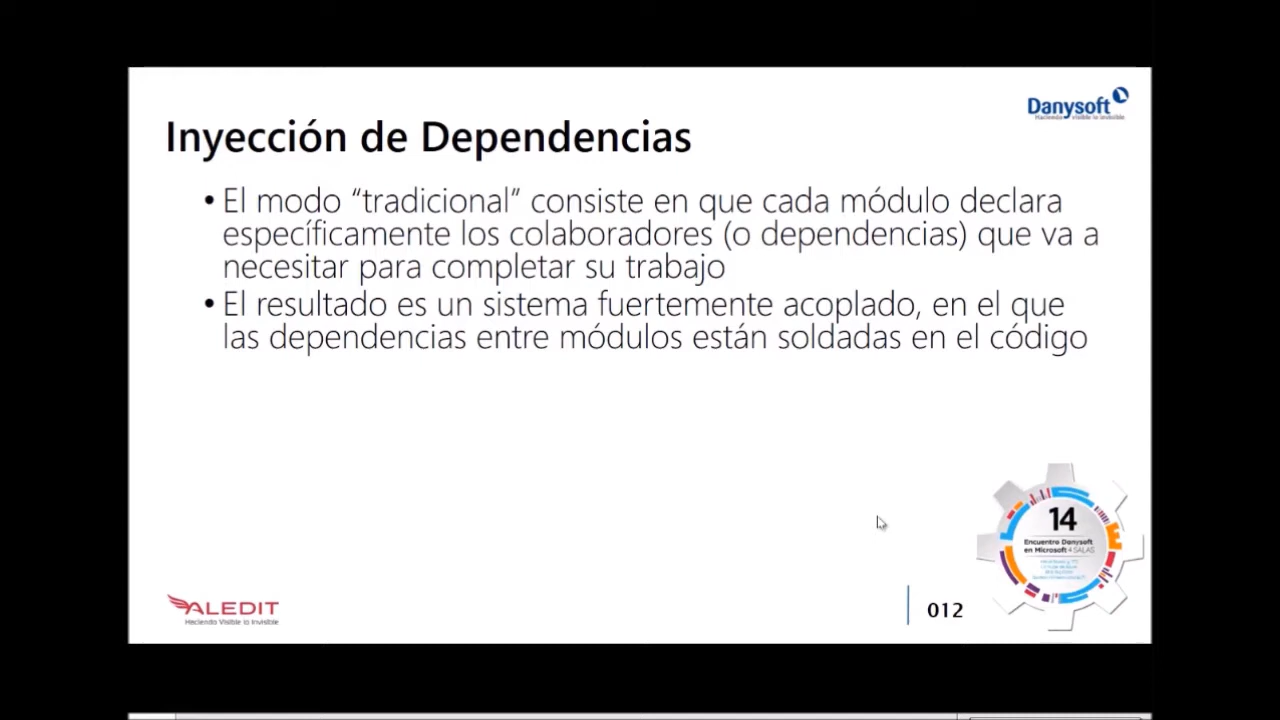 Danysoft
Haciendo visible lo invisible
Inyección de Dependencias
• El modo “tradicional” consiste en que cada módulo declara
específicamente los colaboradores (o dependencias) que va a
necesitar para completar su trabajo
• El resultado es un sistema fuertemente acoplado, en el que
las dependencias entre módulos están soldadas en el código
14
Encuentro Danysoft
en Microsoft 4 SALAS
ALEDIT
Haciendo Visible lo Invisible
012